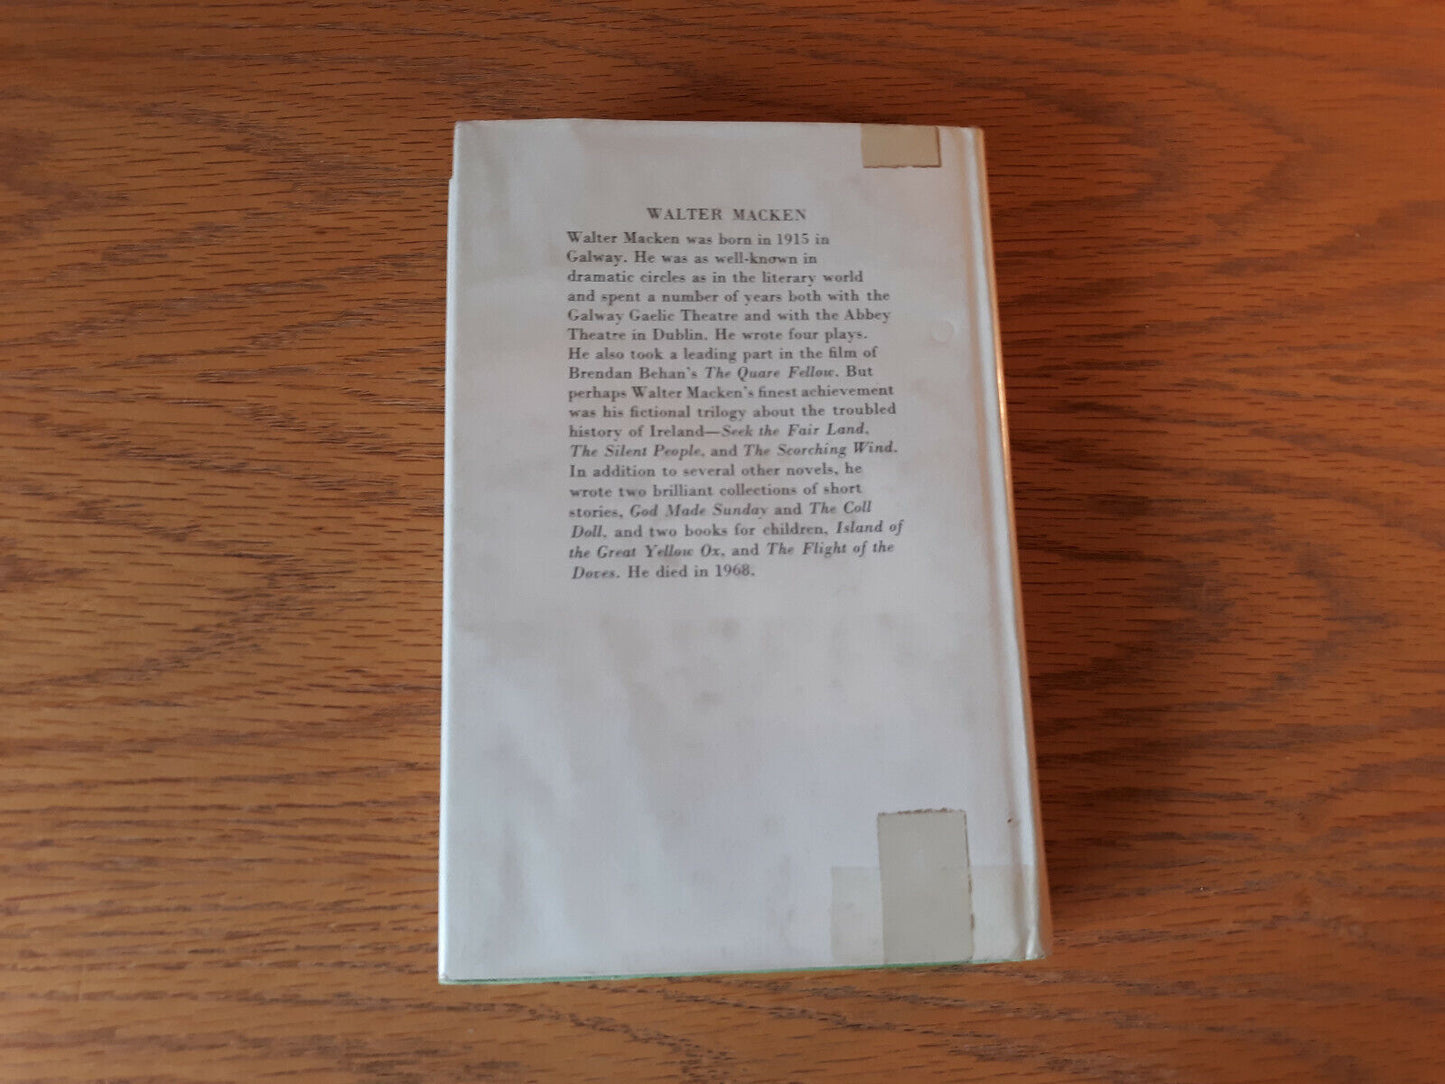 WALTER MACKEN
Walter Macken was born in 1915 in
Galway. He was as well-known in
dramatic circles as in the literary world
and spent a number of years both with the
Galway Gaelic Theatre and with the Abbey
Theatre in Dublin. He wrote four plays.
He also took a leading part in the film of
Brendan Behan's The Quare Fellow. But
perhaps Walter Macken's finest achievement
was his fictional trilogy about the troubled
history of Ireland—Seek the Fair Land,
The Silent People, and The Scorching Wind.
In addition to several other novels, he
wrote two brilliant collections of short
stories, God Made Sunday and The Coll
Doll, and two books for children, Island of
the Great Yellow Ox, and The Flight of the
Doves. He died in 1968.